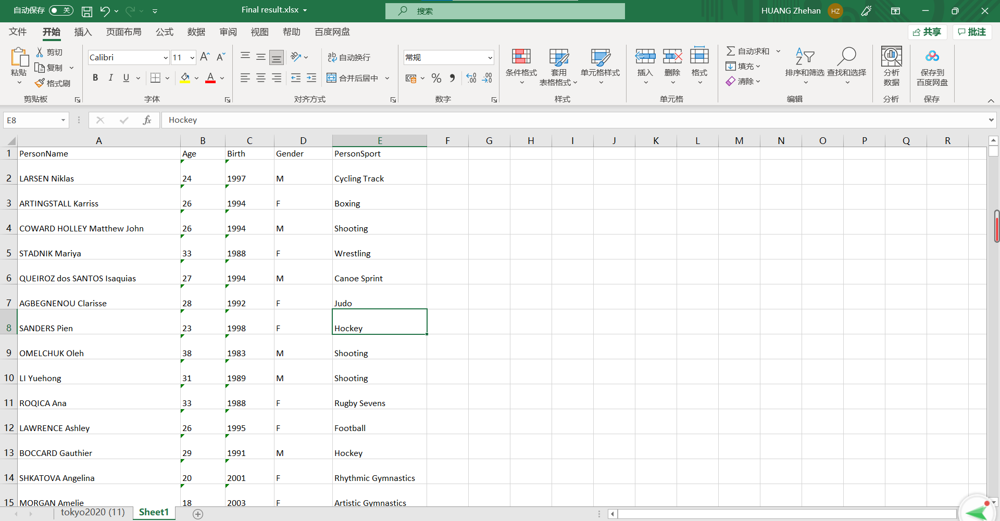 自动保存 关 Final result.xlsx 搜索 HUANG Zhehan HZ
文件 开始 插入 页面布局 公式 数据 审阅 视图 帮助 百度网盘 共享 批注
粘贴 剪切 复制 格式刷 剪贴板
Calibri 11 B I U A 字体
自动换行 合并后居中 对齐方式
常规 % 数字
条件格式 套用 表格格式 单元格样式 样式
插入 删除 格式 单元格
自动求和 填充 清除 排序和筛选 查找和选择 编辑
分析 数据 分析
保存到 百度网盘 保存
E8 fx Hockey
A B C D E F G H I J K L M N O P Q R
1 PersonName Age Birth Gender PersonSport
2 LARSEN Niklas 24 1997 M Cycling Track
3 ARTINGSTALL Karriss 26 1994 F Boxing
4 COWARD HOLLEY Matthew John 26 1994 M Shooting
5 STADNIK Mariya 33 1988 F Wrestling
6 QUEIROZ dos SANTOS Isaquias 27 1994 M Canoe Sprint
7 AGBEGNENOU Clarisse 28 1992 F Judo
8 SANDERS Pien 23 1998 F Hockey
9 OMELCHUK Oleh 38 1983 M Shooting
10 LI Yuehong 31 1989 M Shooting
11 ROQICA Ana 33 1988 F Rugby Sevens
12 LAWRENCE Ashley 26 1995 F Football
13 BOCCARD Gauthier 29 1991 M Hockey
14 SHKATOVA Angelina 20 2001 F Rhythmic Gymnastics
15 MORGAN Amelie 18 2003 F Artistic Gymnastics
tokyo2020 (11) Sheet1